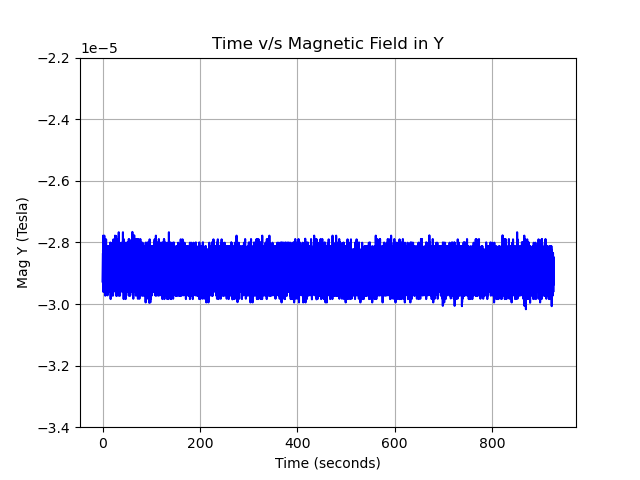 Time v/s Magnetic Field in Y
1e−5
−2.2
−2.4
−2.6
−2.8
−3.0
−3.2
−3.4
Mag Y (Tesla)
0 200 400 600 800
Time (seconds)